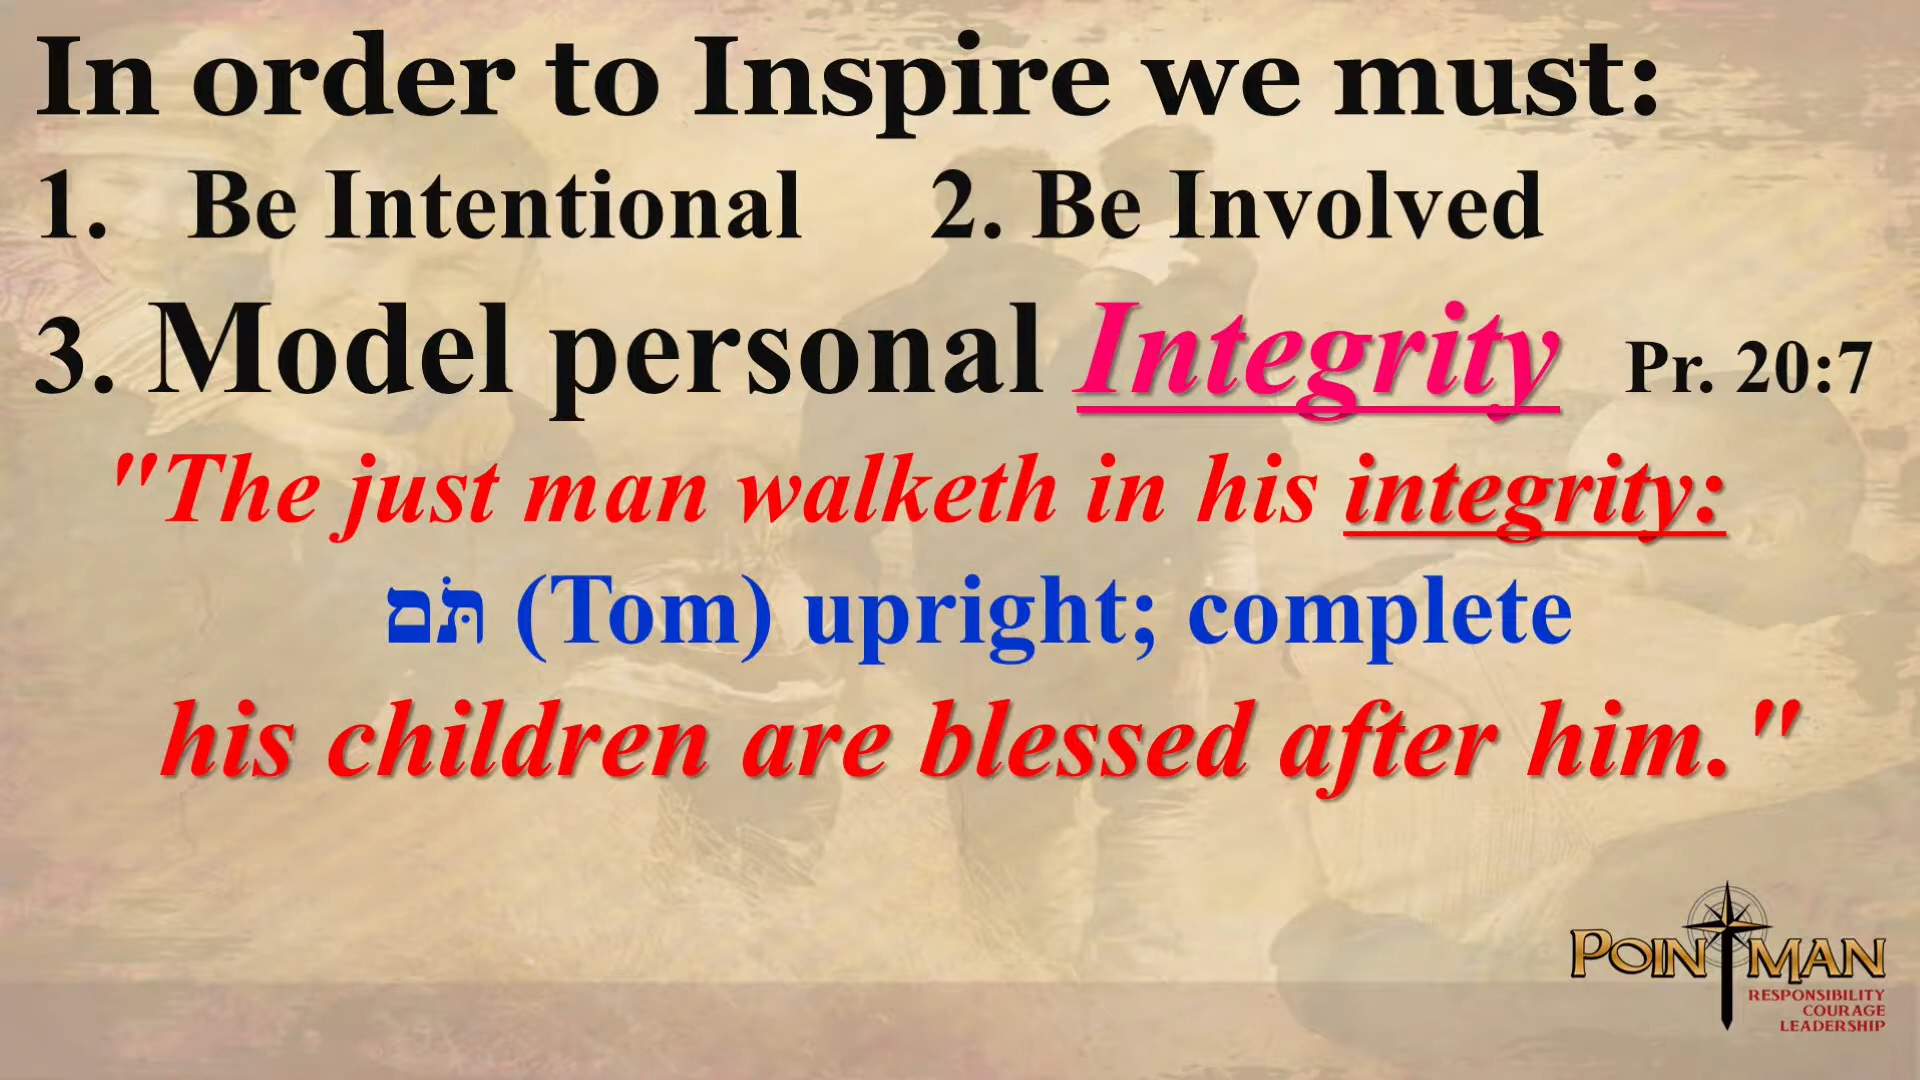 In order to Inspire we must:
1. Be Intentional 2. Be Involved
3. Model personal Integrity Pr. 20:7
"The just man walketh in his integrity:
תֹּם (Tom) upright; complete
his children are blessed after him."
POINTMAN
RESPONSIBILITY
COURAGE
LEADERSHIP